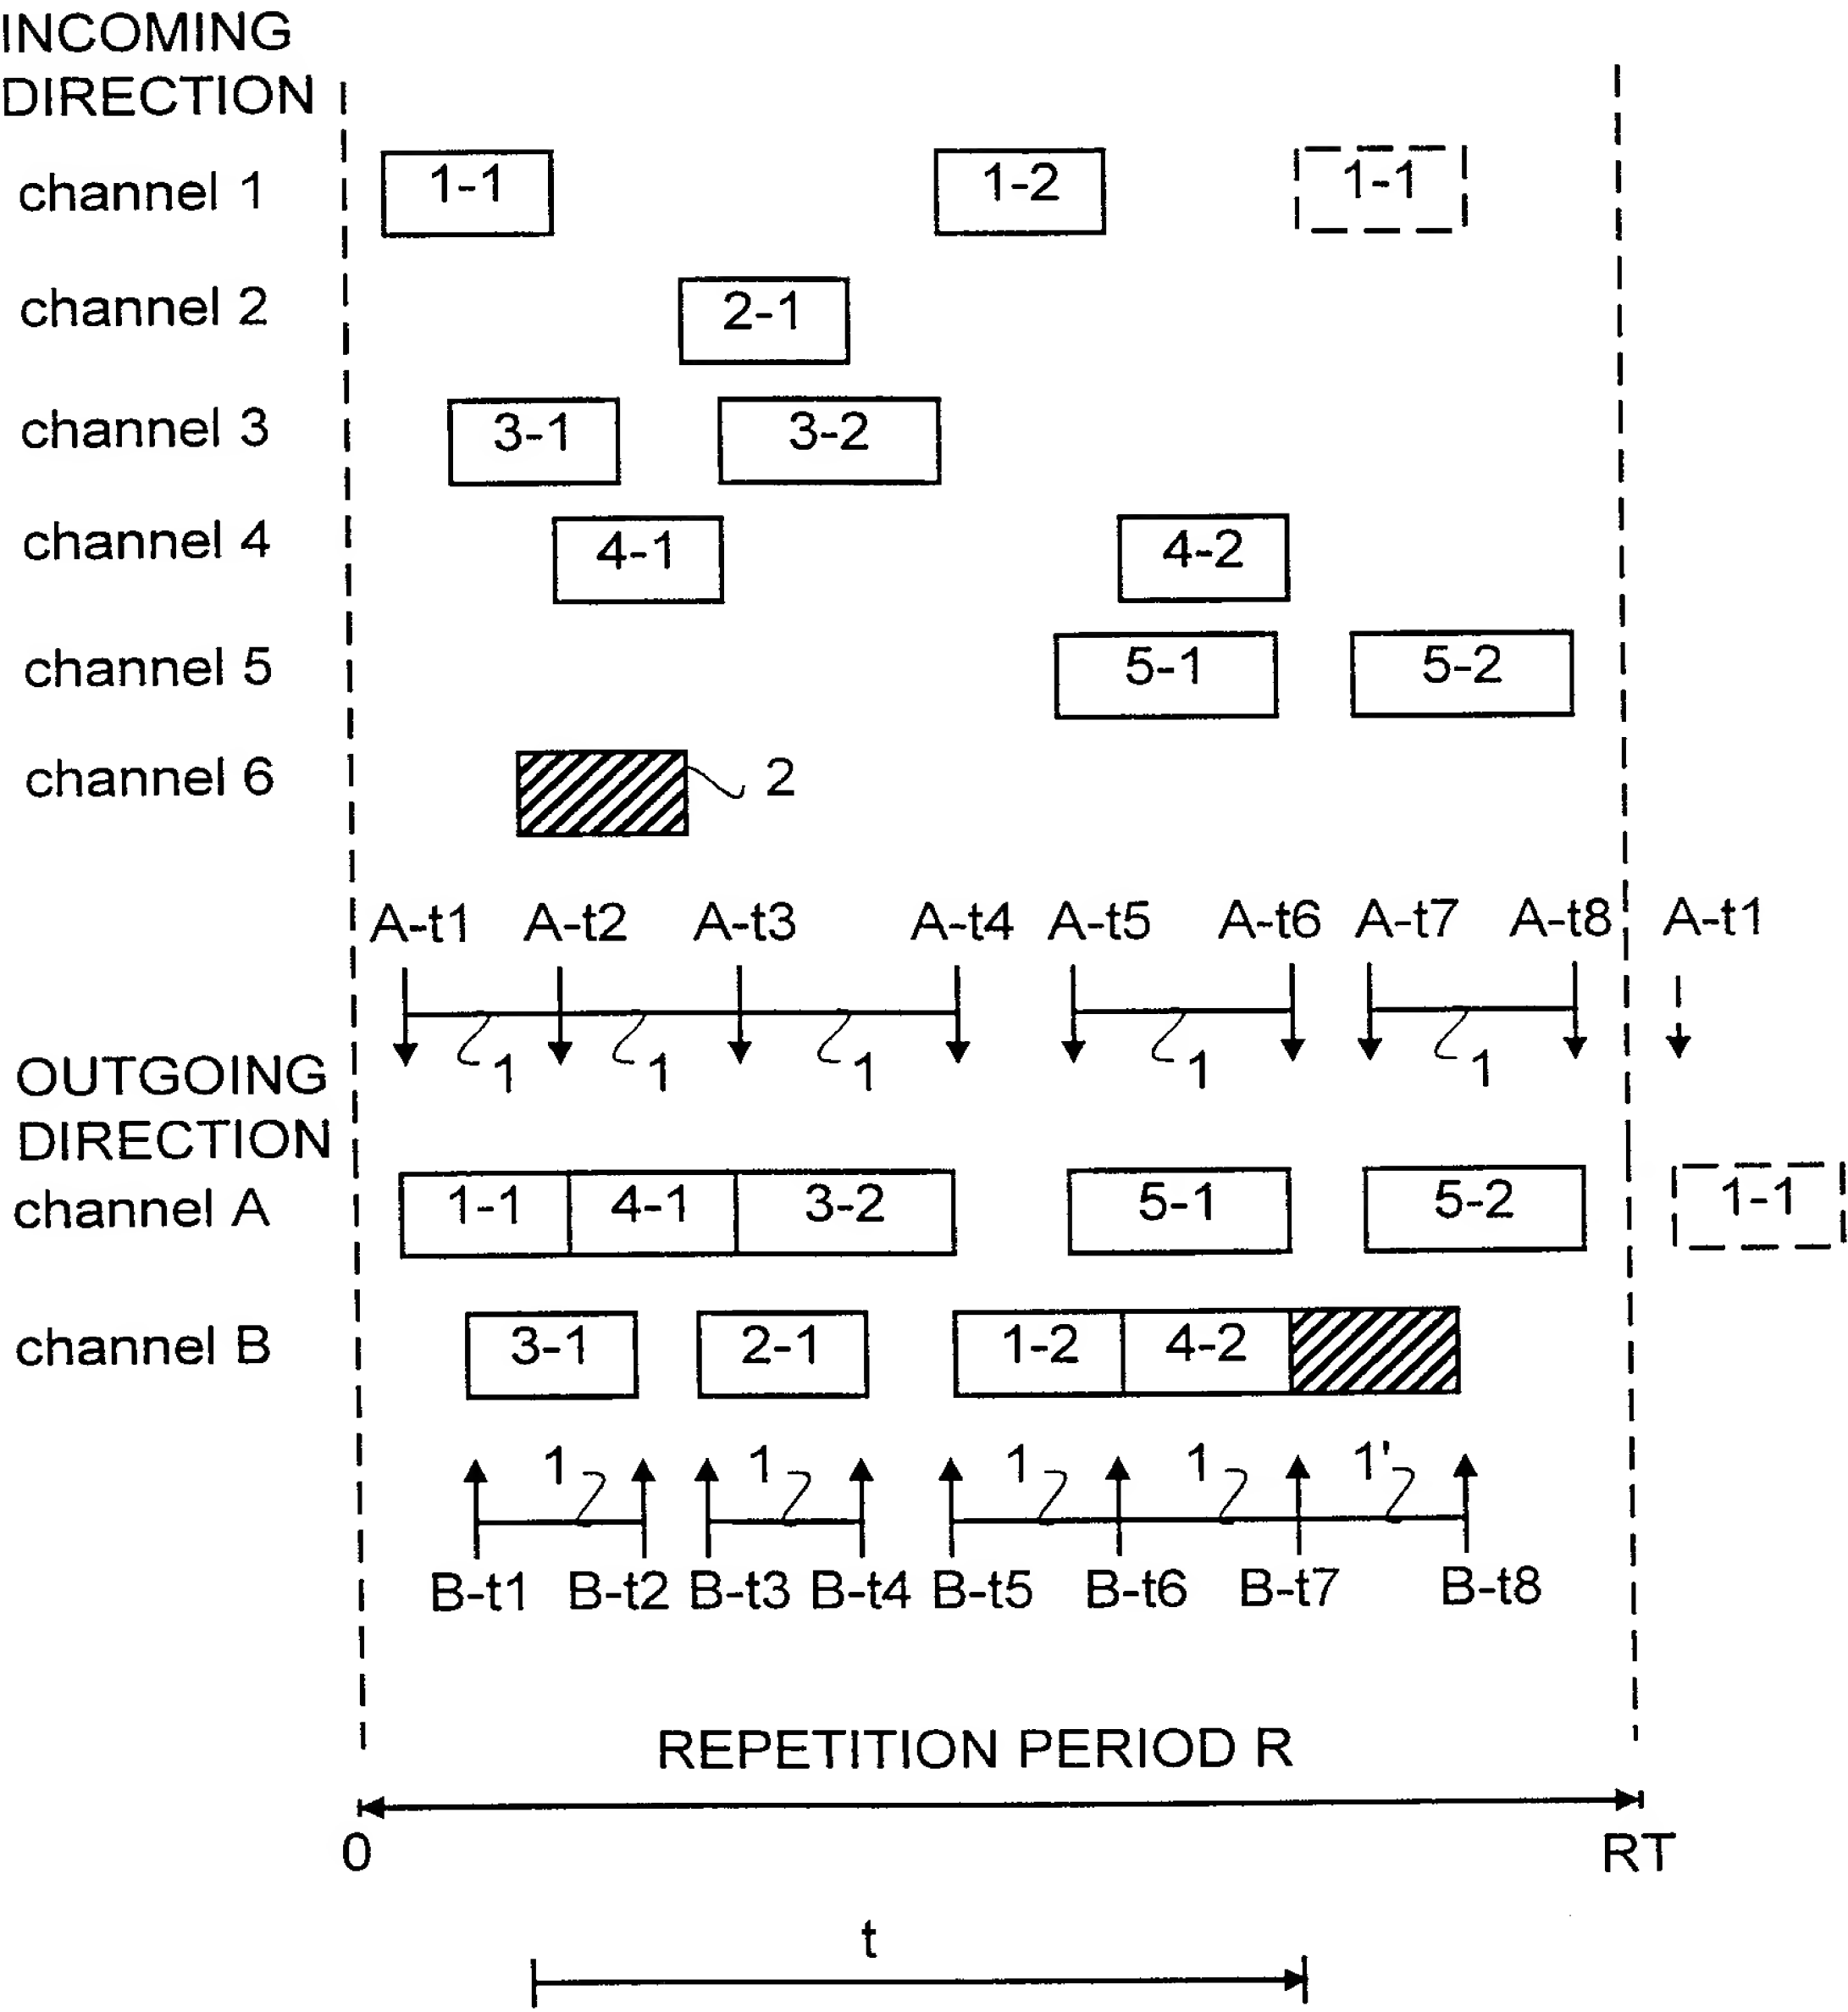 INCOMING
DIRECTION
channel 1 1-1 1-2 1-1
channel 2 2-1
channel 3 3-1 3-2
channel 4 4-1 4-2
channel 5 5-1 5-2
channel 6 2
A-t1 A-t2 A-t3 A-t4 A-t5 A-t6 A-t7 A-t8 A-t1
1 1 1 1 1
OUTGOING
DIRECTION
channel A 1-1 4-1 3-2 5-1 5-2 1-1
channel B 3-1 2-1 1-2 4-2
1 1 1 1 1'
B-t1 B-t2 B-t3 B-t4 B-t5 B-t6 B-t7 B-t8
REPETITION PERIOD R
0 RT
t